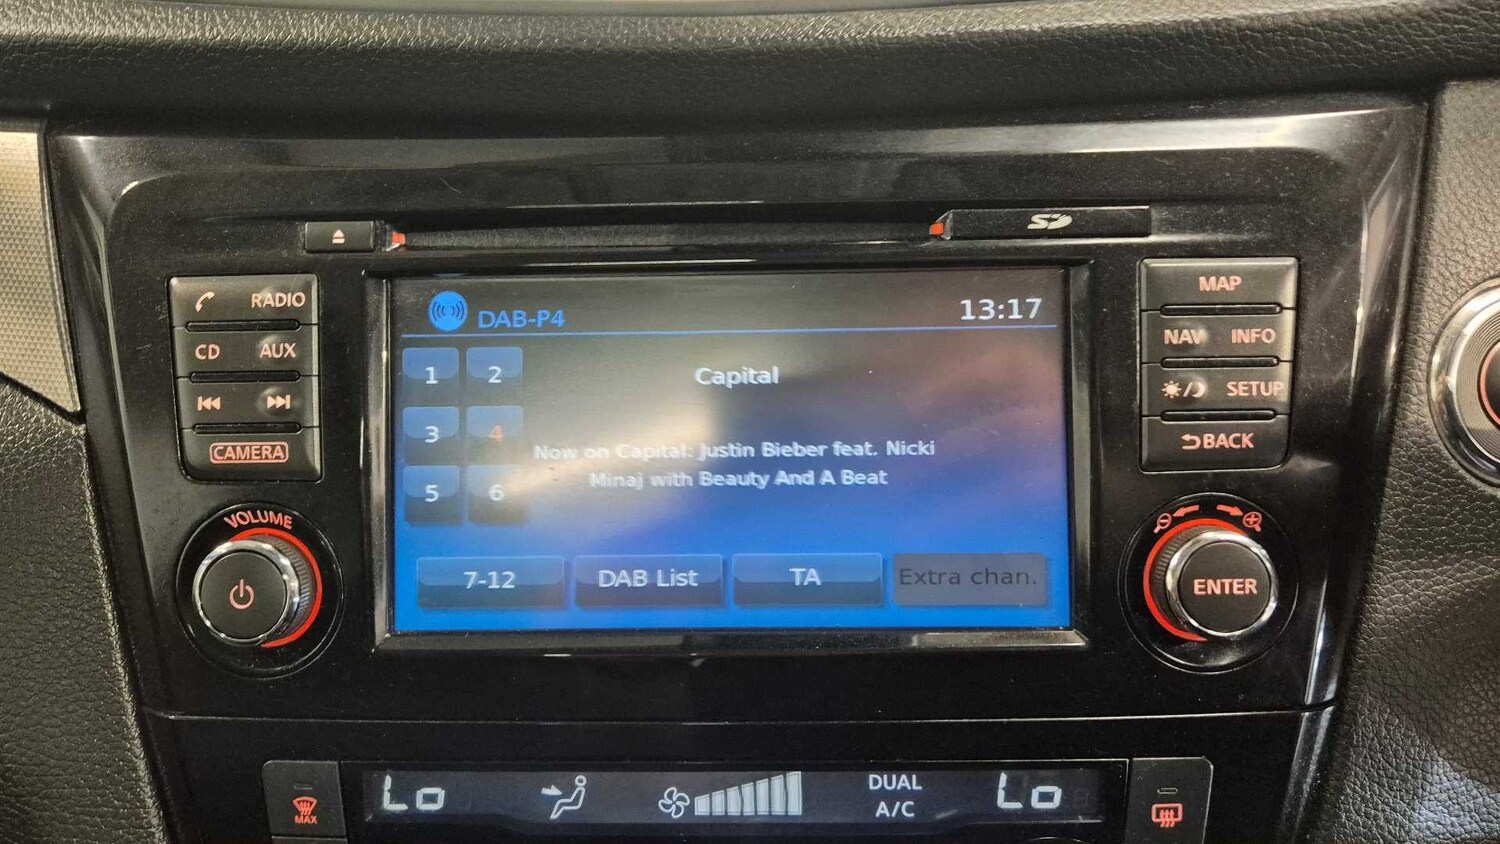 SD
RADIO
CD AUX
CAMERA
VOLUME
DAB-P4
13:17
1 2
3 4
5 6
Capital
Now on Capital: Justin Bieber feat. Nicki
Minaj with Beauty And A Beat
7-12
DAB List
TA
Extra chan.
MAP
NAV INFO
SETUP
BACK
ENTER
MAX
Lo
DUAL
A/C
Lo